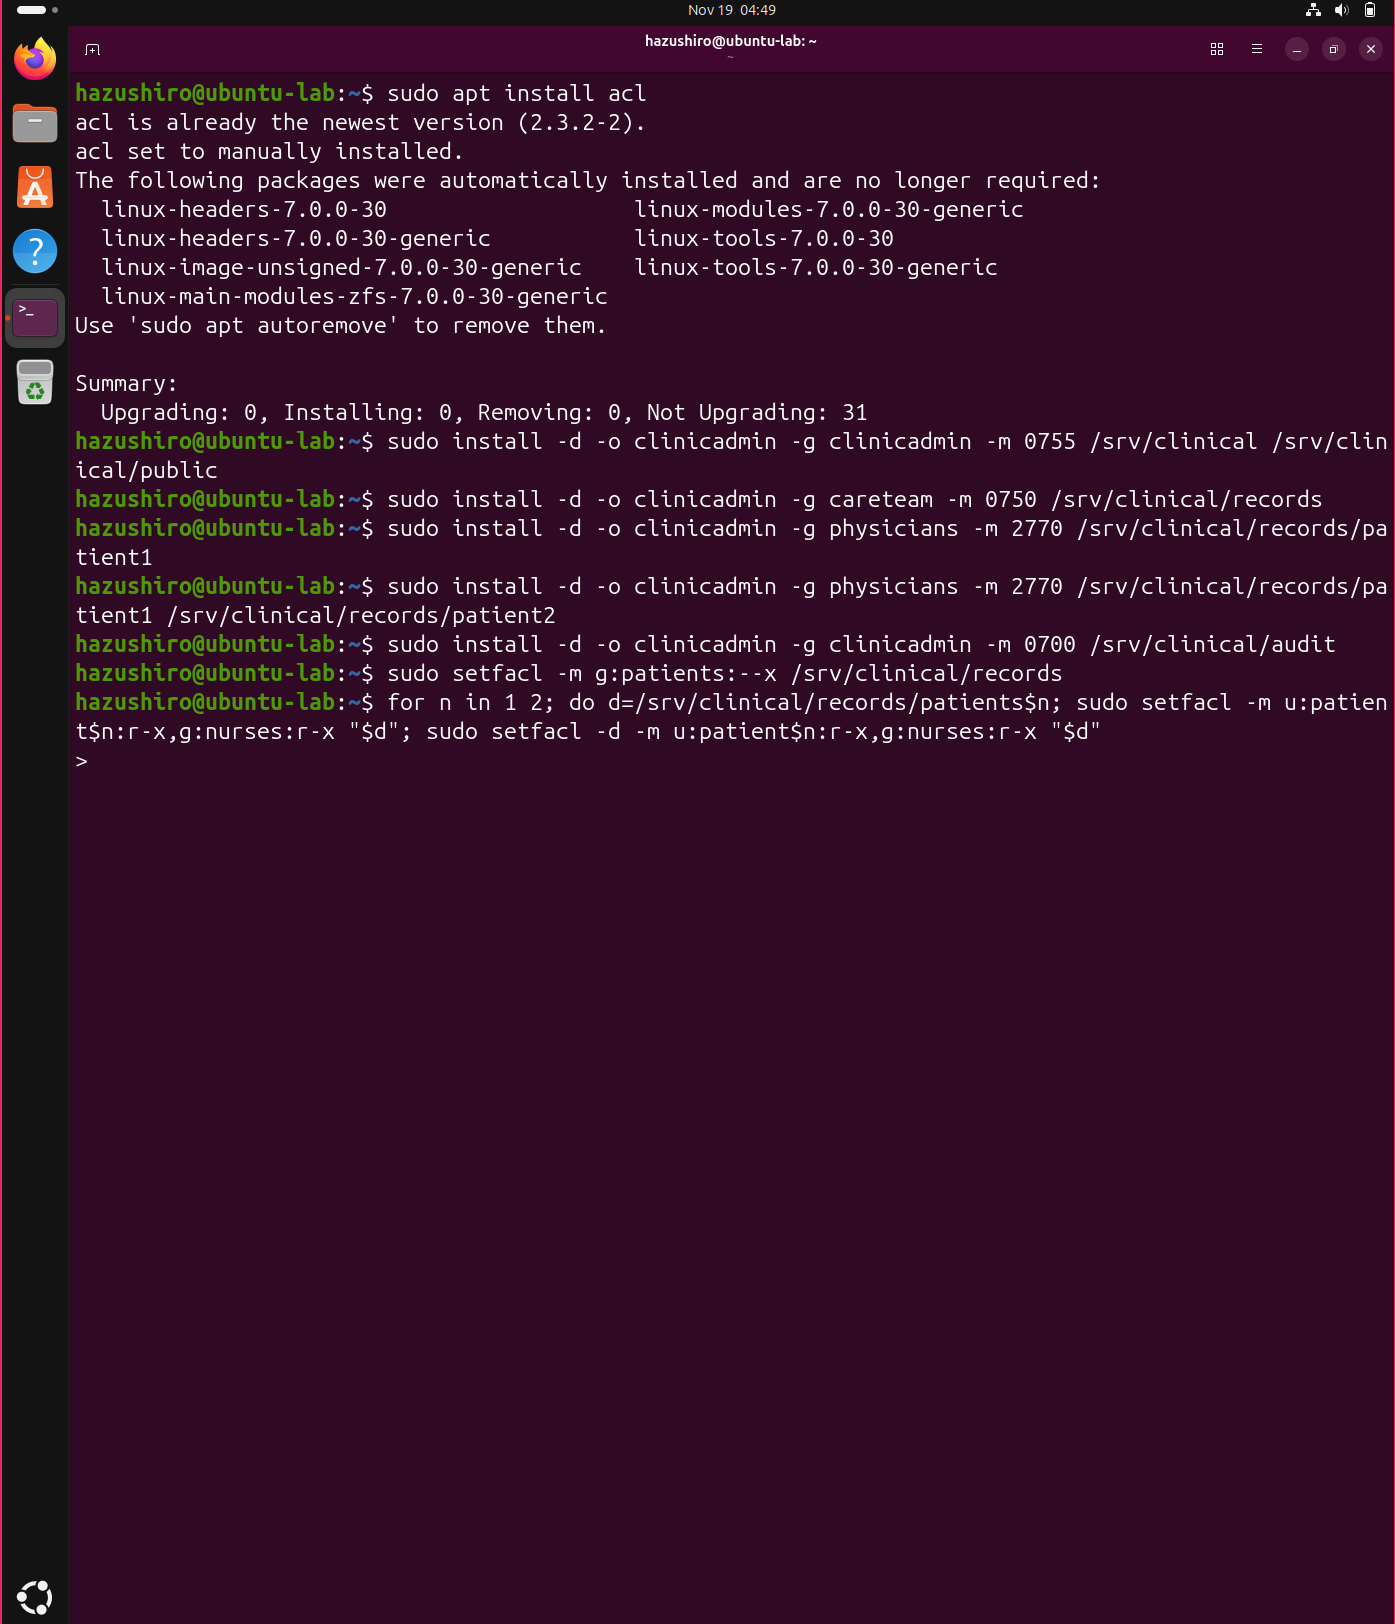 Nov 19 04:49
hazushiro@ubuntu-lab: ~
~
hazushiro@ubuntu-lab:~$ sudo apt install acl
acl is already the newest version (2.3.2-2).
acl set to manually installed.
The following packages were automatically installed and are no longer required:
  linux-headers-7.0.0-30                   linux-modules-7.0.0-30-generic
  linux-headers-7.0.0-30-generic           linux-tools-7.0.0-30
  linux-image-unsigned-7.0.0-30-generic    linux-tools-7.0.0-30-generic
  linux-main-modules-zfs-7.0.0-30-generic
Use 'sudo apt autoremove' to remove them.

Summary:
  Upgrading: 0, Installing: 0, Removing: 0, Not Upgrading: 31
hazushiro@ubuntu-lab:~$ sudo install -d -o clinicadmin -g clinicadmin -m 0755 /srv/clinical /srv/clin
ical/public
hazushiro@ubuntu-lab:~$ sudo install -d -o clinicadmin -g careteam -m 0750 /srv/clinical/records
hazushiro@ubuntu-lab:~$ sudo install -d -o clinicadmin -g physicians -m 2770 /srv/clinical/records/pa
tient1
hazushiro@ubuntu-lab:~$ sudo install -d -o clinicadmin -g physicians -m 2770 /srv/clinical/records/pa
tient1 /srv/clinical/records/patient2
hazushiro@ubuntu-lab:~$ sudo install -d -o clinicadmin -g clinicadmin -m 0700 /srv/clinical/audit
hazushiro@ubuntu-lab:~$ sudo setfacl -m g:patients:--x /srv/clinical/records
hazushiro@ubuntu-lab:~$ for n in 1 2; do d=/srv/clinical/records/patients$n; sudo setfacl -m u:patien
t$n:r-x,g:nurses:r-x "$d"; sudo setfacl -d -m u:patient$n:r-x,g:nurses:r-x "$d"
>